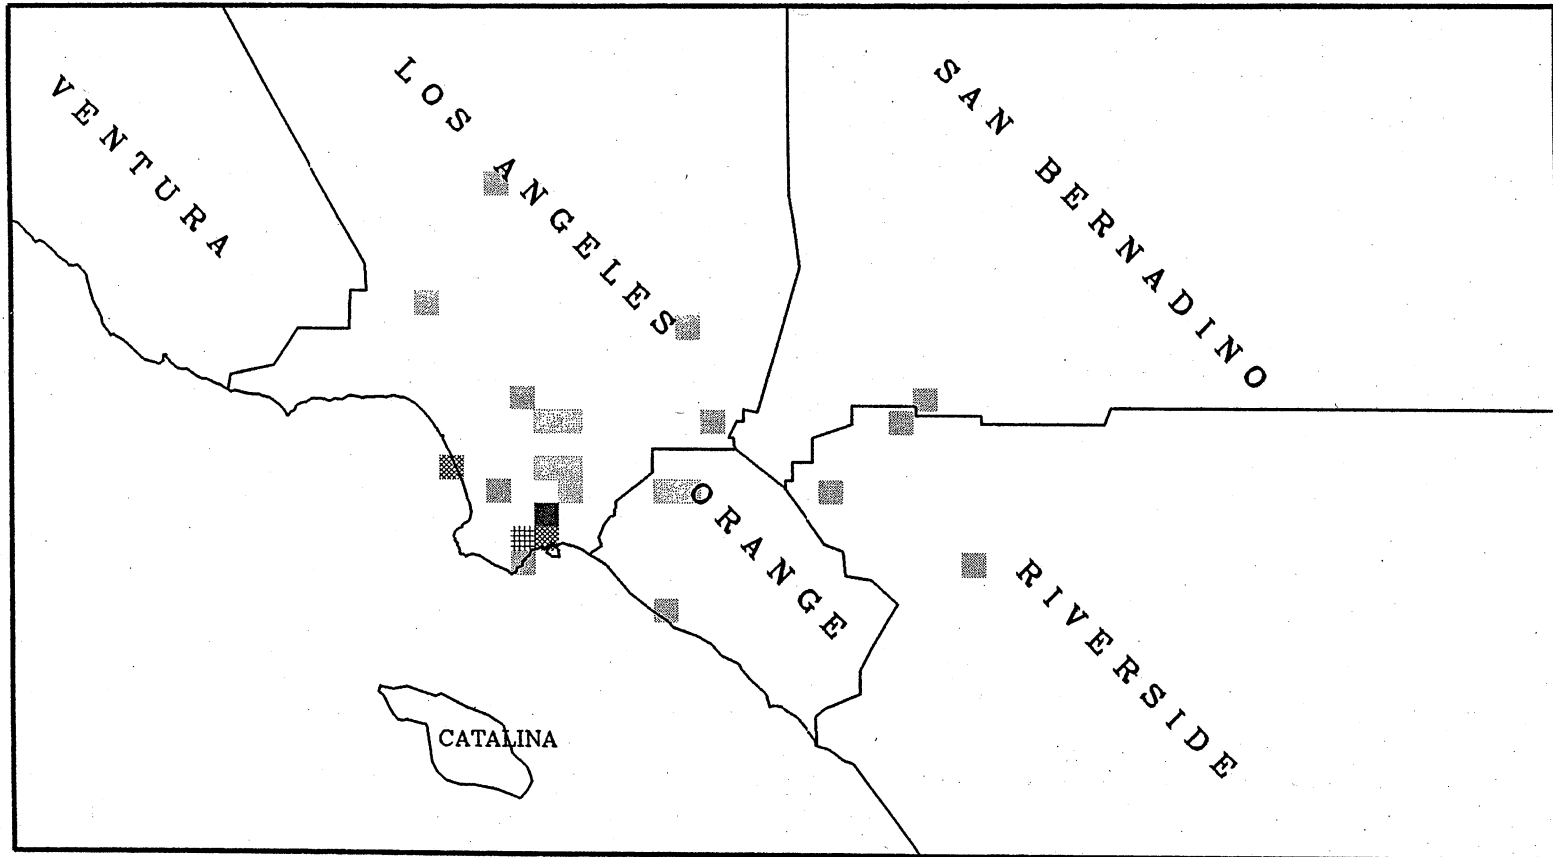 VENTURA
LOS ANGELES
SAN BERNADINO
ORANGE
RIVERSIDE
CATALINA